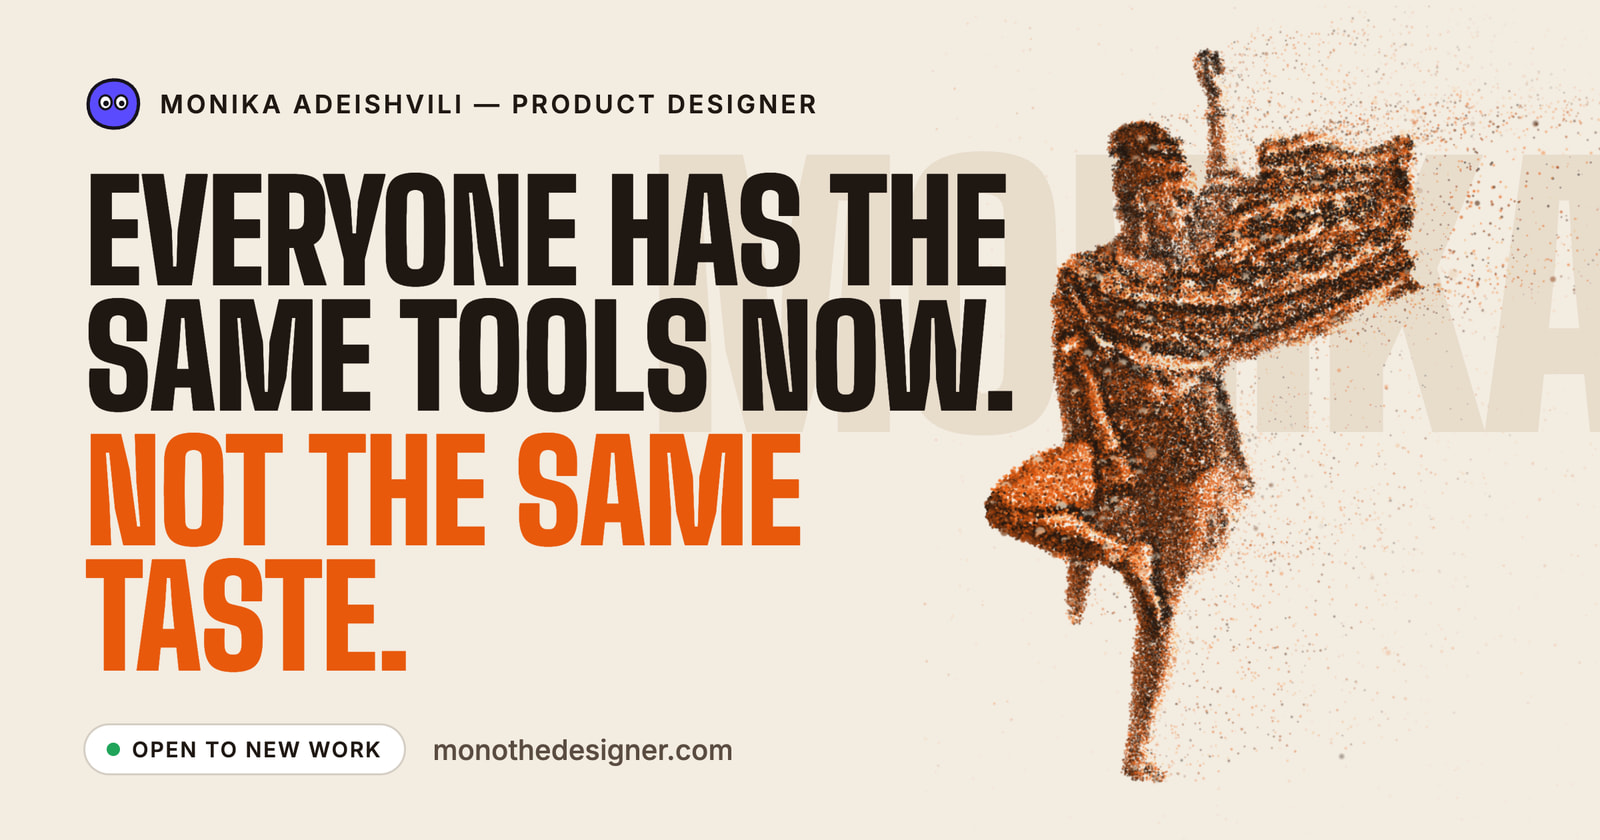 MONIKA ADEISHVILI — PRODUCT DESIGNER
MONIKA
EVERYONE HAS THE
SAME TOOLS NOW.
NOT THE SAME
TASTE.
OPEN TO NEW WORK
monothedesigner.com